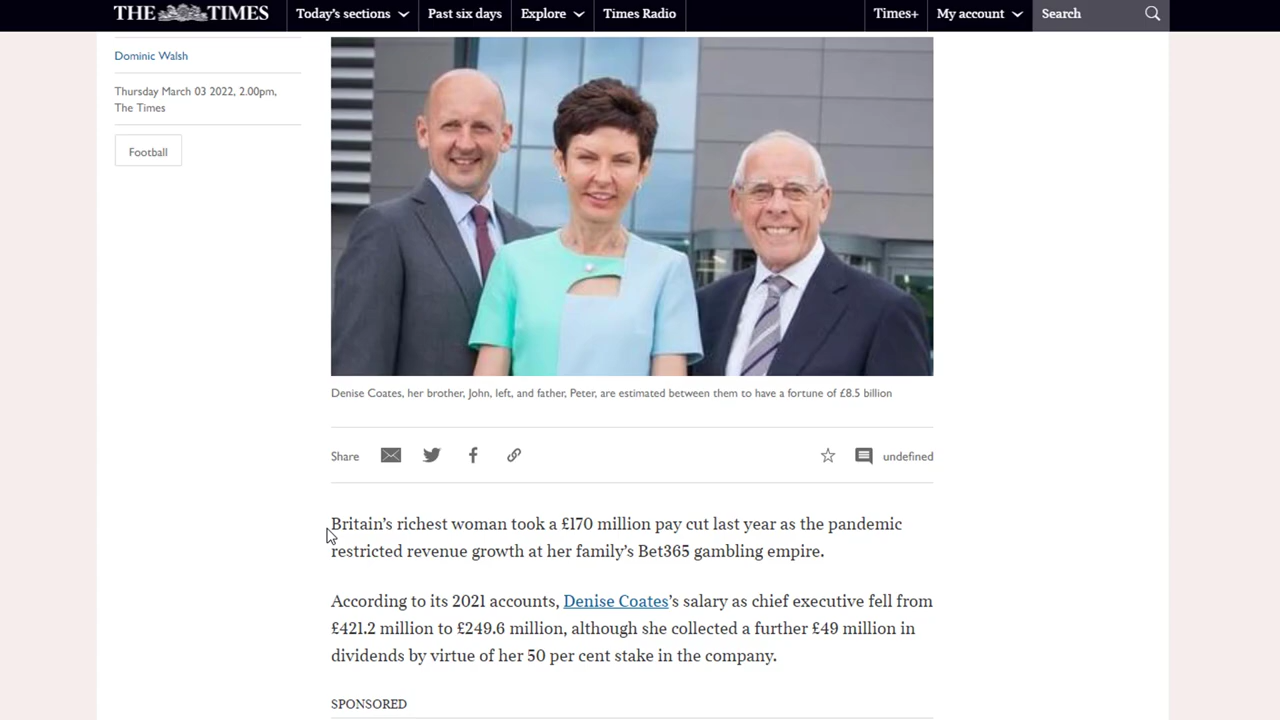 THE TIMES
Today's sections
Past six days
Explore
Times Radio
Times+
My account
Search
Dominic Walsh
Thursday March 03 2022, 2.00pm,
The Times
Football
Denise Coates, her brother, John, left, and father, Peter, are estimated between them to have a fortune of £8.5 billion
Share
undefined
Britain's richest woman took a £170 million pay cut last year as the pandemic
restricted revenue growth at her family's Bet365 gambling empire.
According to its 2021 accounts, Denise Coates's salary as chief executive fell from
£421.2 million to £249.6 million, although she collected a further £49 million in
dividends by virtue of her 50 per cent stake in the company.
SPONSORED